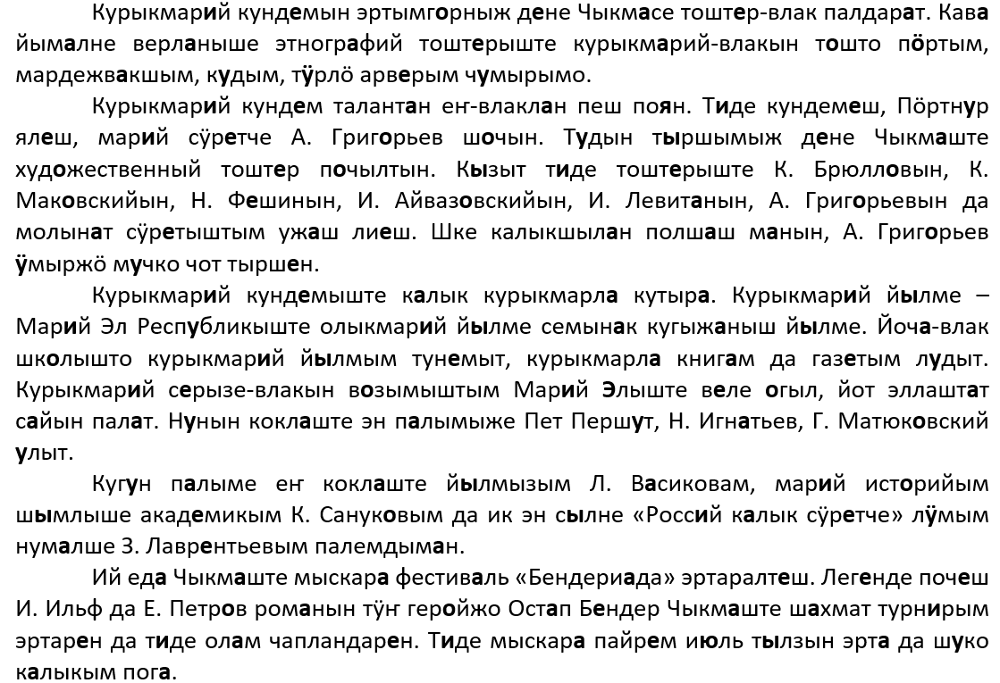 Курыкмарий кундемын эртымгорныж дене Чыкмасе тоштер-влак палдарат. Кава
йымалне верланыше этнографий тоштерыште курыкмарий-влакын тошто пӧртым,
мардежвакшым, кудым, тӱрлӧ арверым чумырымо.
Курыкмарий кундем талантан еҥ-влаклан пеш поян. Тиде кундемеш, Пӧртнур
ялеш, марий сӱретче А. Григорьев шочын. Тудын тыршымыж дене Чыкмаште
художественный тоштер почылтын. Кызыт тиде тоштерыште К. Брюлловын, К.
Маковскийын, Н. Фешинын, И. Айвазовскийын, И. Левитанын, А. Григорьевын да
молынат сӱретыштым ужаш лиеш. Шке калыкшылан полшаш манын, А. Григорьев
ӱмыржӧ мучко чот тыршен.
Курыкмарий кундемыште калык курыкмарла кутыра. Курыкмарий йылме –
Марий Эл Республикыште олыкмарий йылме семынак кугыжаныш йылме. Йоча-влак
школышто курыкмарий йылмым тунемыт, курыкмарла книгам да газетым лудыт.
Курыкмарий серызе-влакын возымыштым Марий Элыште веле огыл, йот эллаштат
сайын палат. Нунын коклаште эн палымыже Пет Першут, Н. Игнатьев, Г. Матюковский
улыт.
Кугун палыме еҥ коклаште йылмызым Л. Васиковам, марий историйым
шымлыше академикым К. Сануковым да ик эн сылне «Россий калык сӱретче» лӱмым
нумалше З. Лаврентьевым палемдыман.
Ий еда Чыкмаште мыскара фестиваль «Бендериада» эртаралтеш. Легенде почеш
И. Ильф да Е. Петров романын тӱҥ геройжо Остап Бендер Чыкмаште шахмат турнирым
эртарен да тиде олам чапландарен. Тиде мыскара пайрем июль тылзын эрта да шуко
калыкым пога.